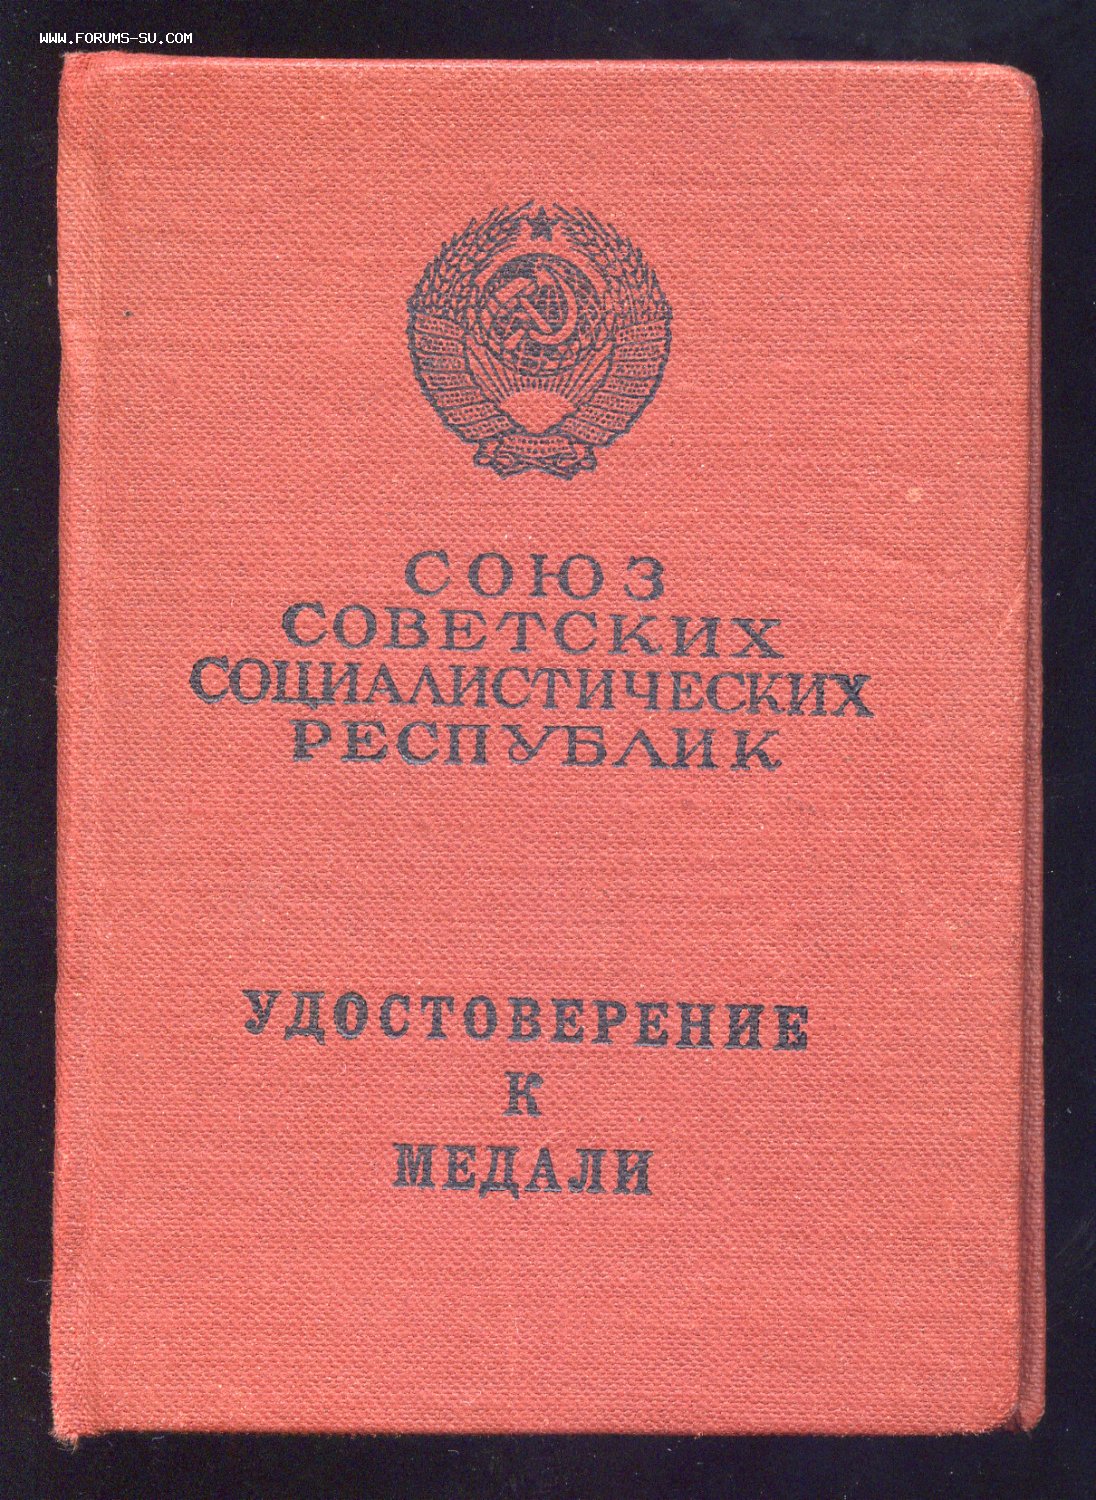 WWW.FORUMS-SU.COM
СОЮЗ
СОВЕТСКИХ
СОЦИАЛИСТИЧЕСКИХ
РЕСПУБЛИК
УДОСТОВЕРЕНИЕ
К
МЕДАЛИ